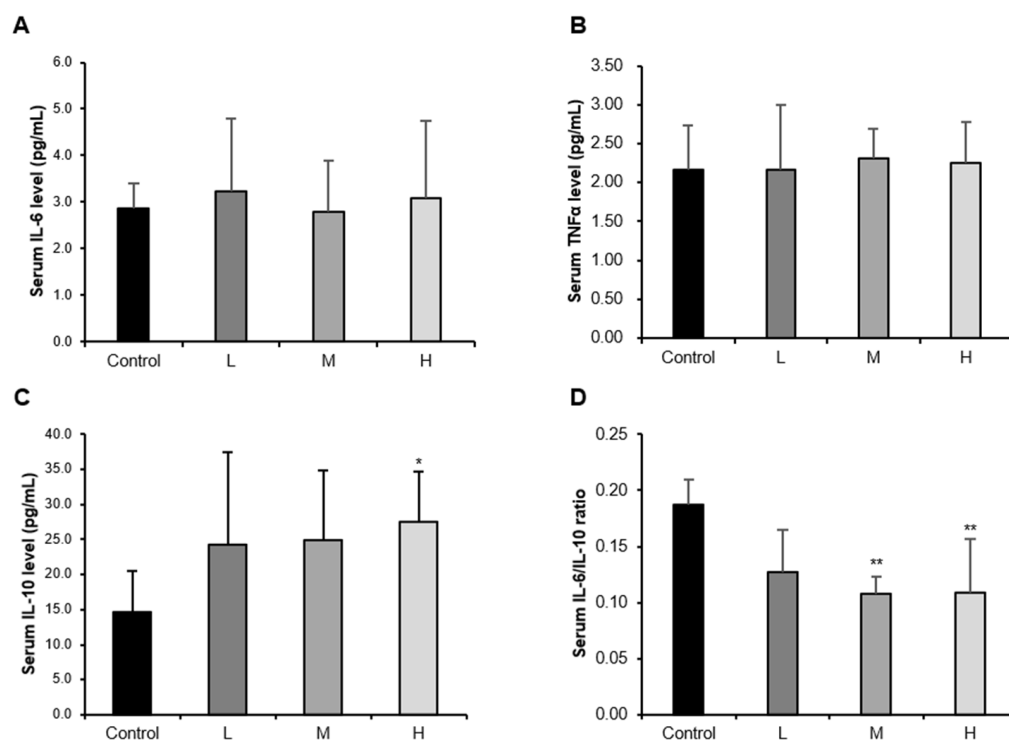 A
Serum IL-6 level (pg/mL)
6.0
5.0
4.0
3.0
2.0
1.0
0.0
Control L M H
B
Serum TNFα level (pg/mL)
3.50
3.00
2.50
2.00
1.50
1.00
0.50
0.00
Control L M H
C
Serum IL-10 level (pg/mL)
40.0
35.0
30.0
25.0
20.0
15.0
10.0
5.0
0.0
*
Control L M H
D
Serum IL-6/IL-10 ratio
0.25
0.20
0.15
0.10
0.05
0.00
** **
Control L M H